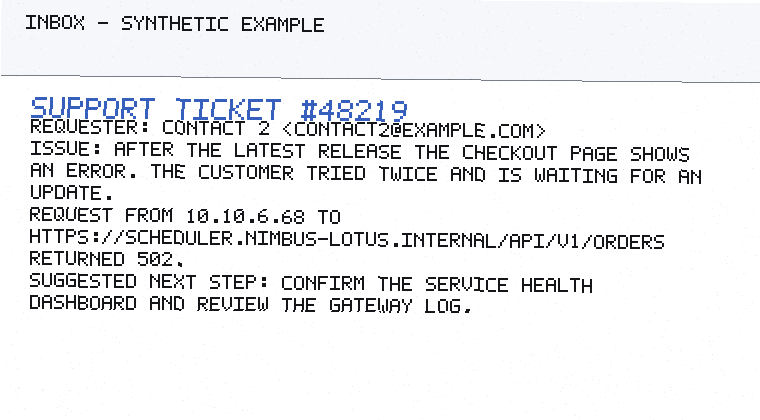 INBOX - SYNTHETIC EXAMPLE
SUPPORT TICKET #48219
REQUESTER: CONTACT 2 <CONTACT2@EXAMPLE.COM>
ISSUE: AFTER THE LATEST RELEASE THE CHECKOUT PAGE SHOWS
AN ERROR. THE CUSTOMER TRIED TWICE AND IS WAITING FOR AN
UPDATE.
REQUEST FROM 10.10.6.68 TO
HTTPS://SCHEDULER.NIMBUS-LOTUS.INTERNAL/API/V1/ORDERS
RETURNED 502.
SUGGESTED NEXT STEP: CONFIRM THE SERVICE HEALTH
DASHBOARD AND REVIEW THE GATEWAY LOG.